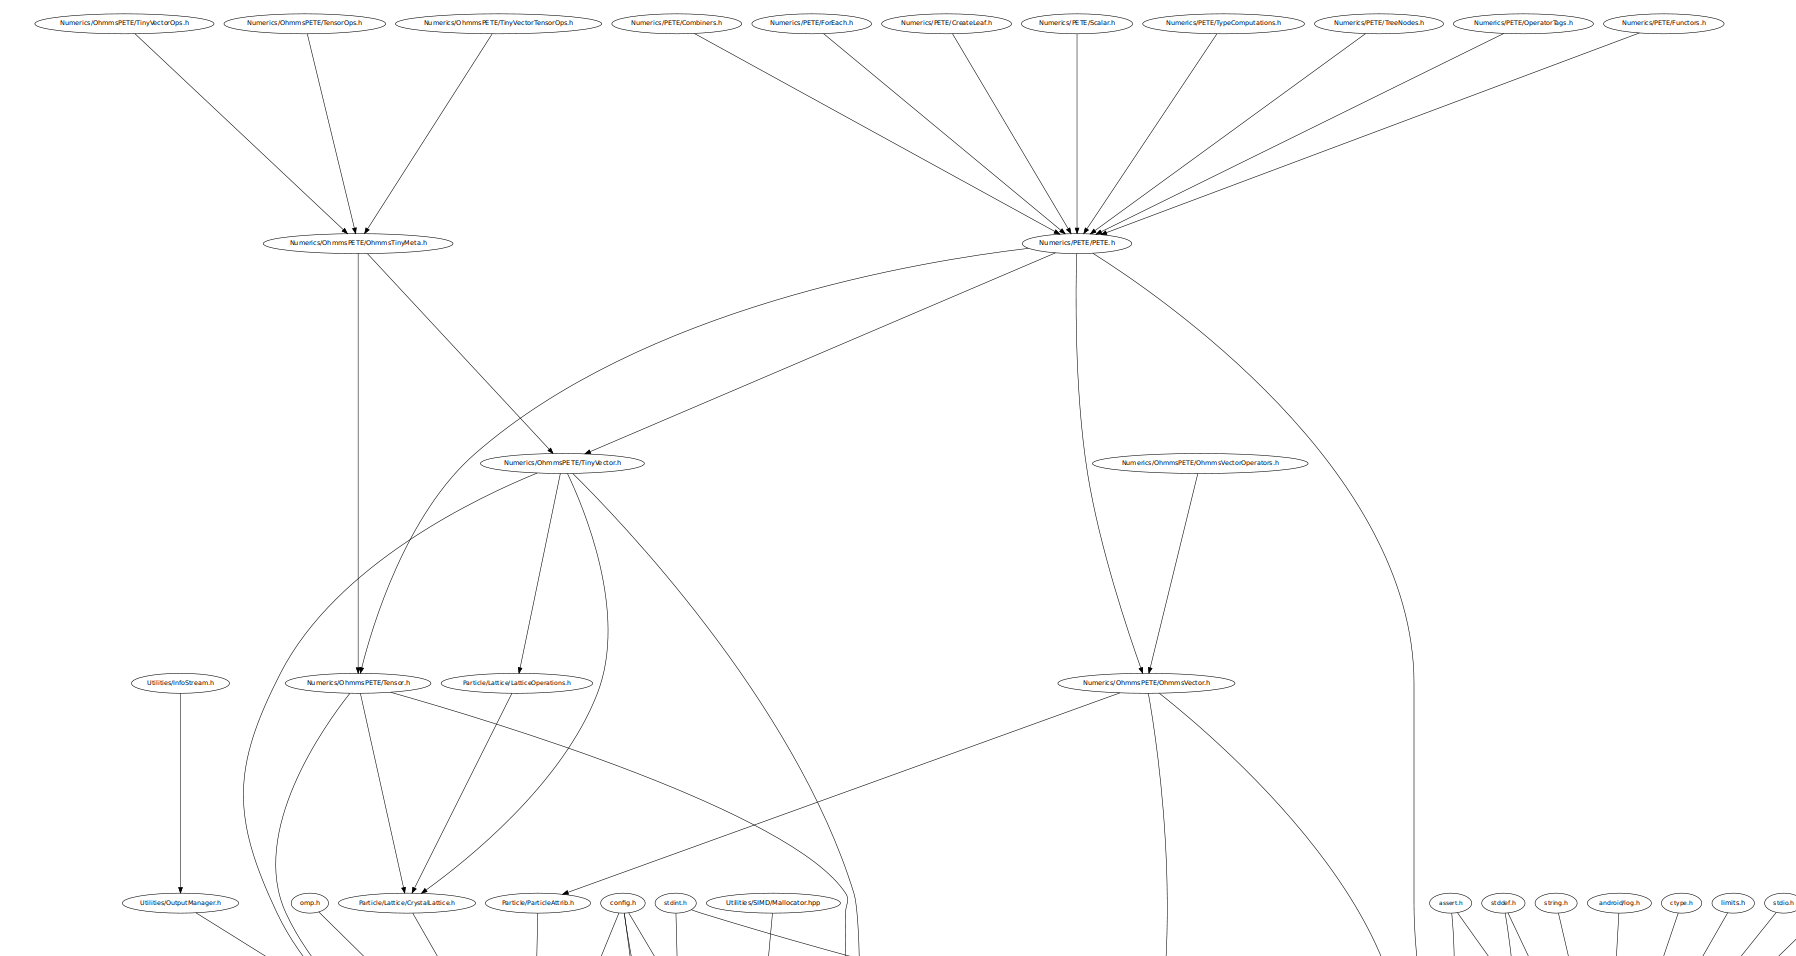 Numerics/OhmmsPETE/TinyVectorOps.h
Numerics/OhmmsPETE/TensorOps.h
Numerics/OhmmsPETE/TinyVectorTensorOps.h
Numerics/PETE/Combiners.h
Numerics/PETE/ForEach.h
Numerics/PETE/CreateLeaf.h
Numerics/PETE/Scalar.h
Numerics/PETE/TypeComputations.h
Numerics/PETE/TreeNodes.h
Numerics/PETE/OperatorTags.h
Numerics/PETE/Functors.h
Numerics/OhmmsPETE/OhmmsTinyMeta.h
Numerics/PETE/PETE.h
Numerics/OhmmsPETE/TinyVector.h
Numerics/OhmmsPETE/OhmmsVectorOperators.h
Utilities/InfoStream.h
Numerics/OhmmsPETE/Tensor.h
Particle/Lattice/LatticeOperations.h
Numerics/OhmmsPETE/OhmmsVector.h
Utilities/OutputManager.h
omp.h
Particle/Lattice/CrystalLattice.h
Particle/ParticleAttrib.h
config.h
stdint.h
Utilities/SIMD/Mallocator.hpp
assert.h
stddef.h
string.h
android/log.h
ctype.h
limits.h
stdio.h